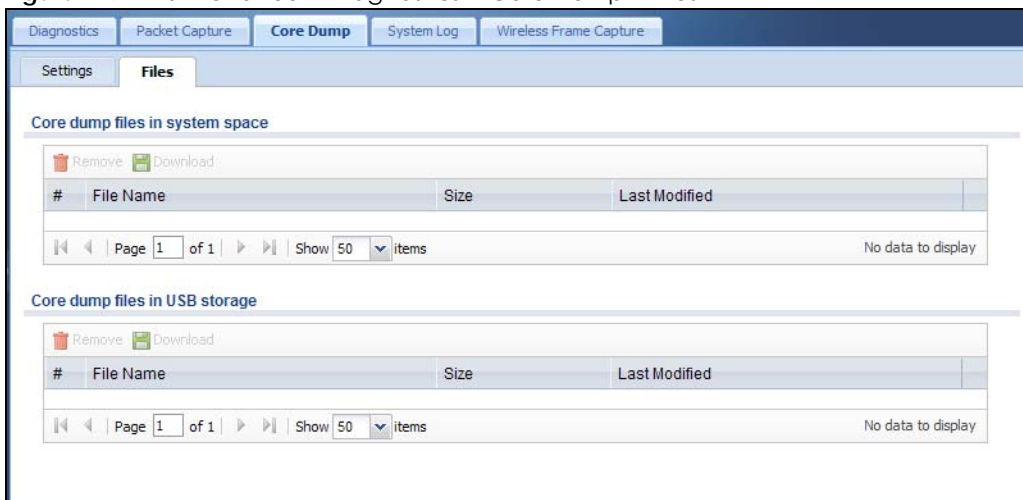 Diagnostics Packet Capture Core Dump System Log Wireless Frame Capture
Settings Files
Core dump files in system space
Remove Download
# File Name Size Last Modified
Page 1 of 1 Show 50 items No data to display
Core dump files in USB storage
Remove Download
# File Name Size Last Modified
Page 1 of 1 Show 50 items No data to display